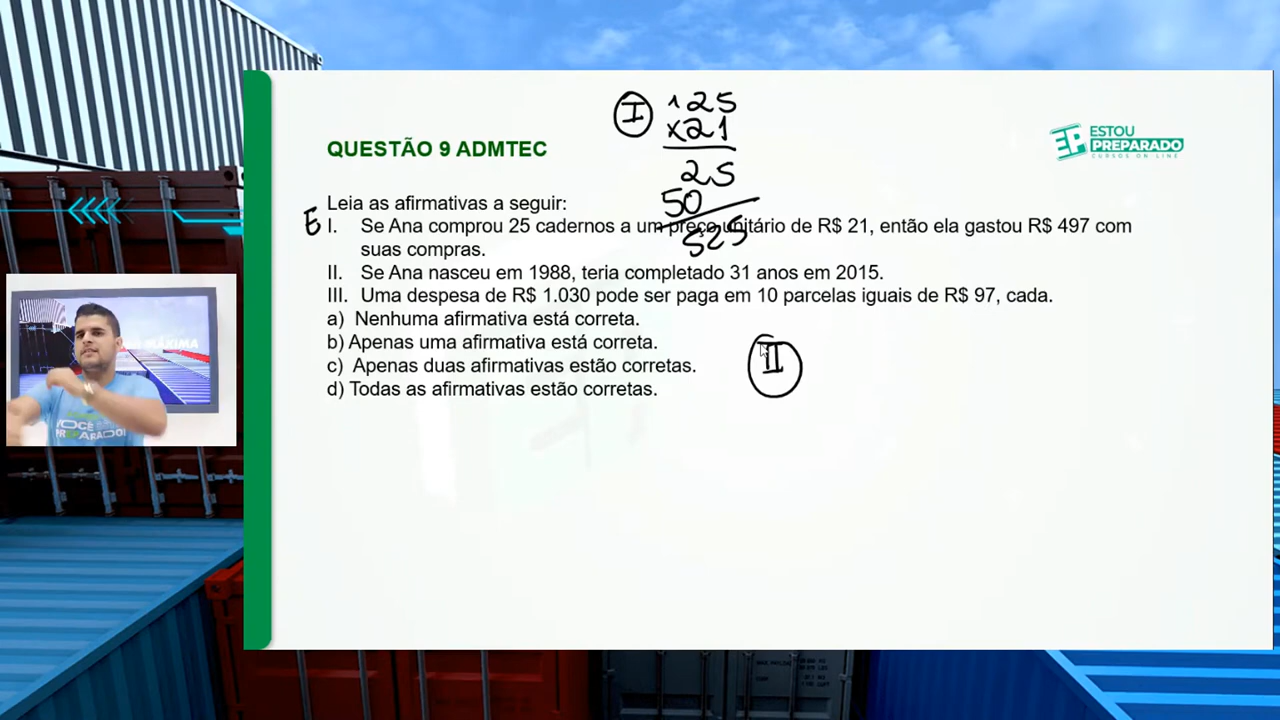 I 125
x21
25
50
525
QUESTÃO 9 ADMTEC
ESTOU
PREPARADO
CURSOS ON LINE
Leia as afirmativas a seguir:
E I. Se Ana comprou 25 cadernos a um preço unitário de R$ 21, então ela gastou R$ 497 com
suas compras.
II. Se Ana nasceu em 1988, teria completado 31 anos em 2015.
III. Uma despesa de R$ 1.030 pode ser paga em 10 parcelas iguais de R$ 97, cada.
a) Nenhuma afirmativa está correta.
b) Apenas uma afirmativa está correta.
c) Apenas duas afirmativas estão corretas.
d) Todas as afirmativas estão corretas.
II
MÁXIMA
VOCÊ
PREPARADO!